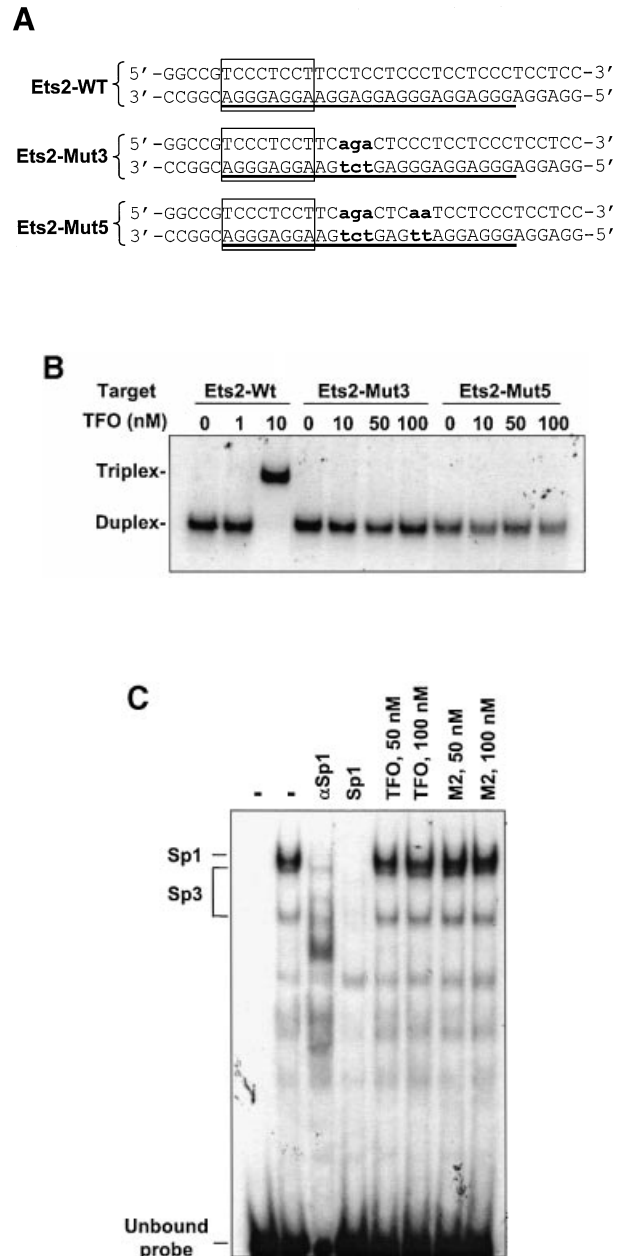 A
Ets2-WT
5′-GGCCGTCCCTCCTTCCTCCTCCCTCCTCCCTCCTCC-3′
3′-CCGGCAGGGAGGAAGGAGGAGGGAGGAGGGAGGAGG-5′
Ets2-Mut3
5′-GGCCGTCCCTCCTTCagaCTCCCTCCTCCCTCCTCC-3′
3′-CCGGCAGGGAGGAAGtctGAGGGAGGAGGGAGGAGG-5′
Ets2-Mut5
5′-GGCCGTCCCTCCTTCagaCTCaaTCCTCCCTCCTCC-3′
3′-CCGGCAGGGAGGAAGtctGAGttAGGAGGGAGGAGG-5′
B
Target Ets2-Wt Ets2-Mut3 Ets2-Mut5
TFO (nM) 0 1 10 0 10 50 100 0 10 50 100
Triplex-
Duplex-
C
- - αSp1 Sp1 TFO, 50 nM TFO, 100 nM M2, 50 nM M2, 100 nM
Sp1
Sp3
Unbound
probe